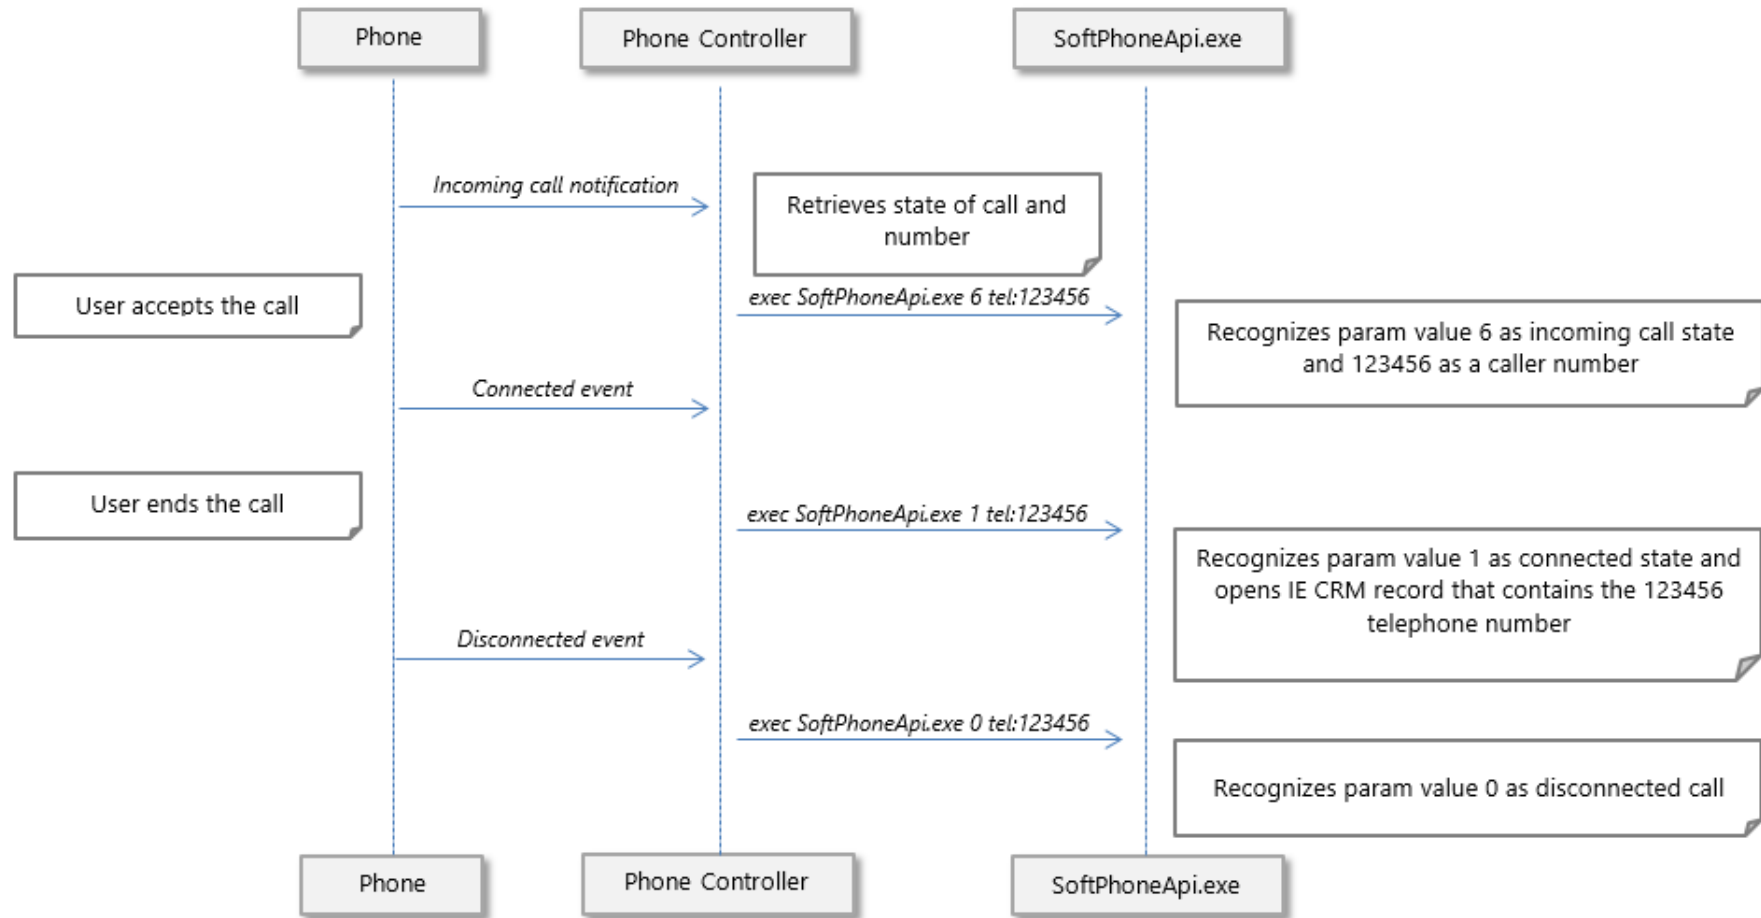 Phone
Phone Controller
SoftPhoneApi.exe
Incoming call notification
Retrieves state of call and
number
User accepts the call
exec SoftPhoneApi.exe 6 tel:123456
Recognizes param value 6 as incoming call state
and 123456 as a caller number
Connected event
User ends the call
exec SoftPhoneApi.exe 1 tel:123456
Recognizes param value 1 as connected state and
opens IE CRM record that contains the 123456
telephone number
Disconnected event
exec SoftPhoneApi.exe 0 tel:123456
Recognizes param value 0 as disconnected call
Phone
Phone Controller
SoftPhoneApi.exe